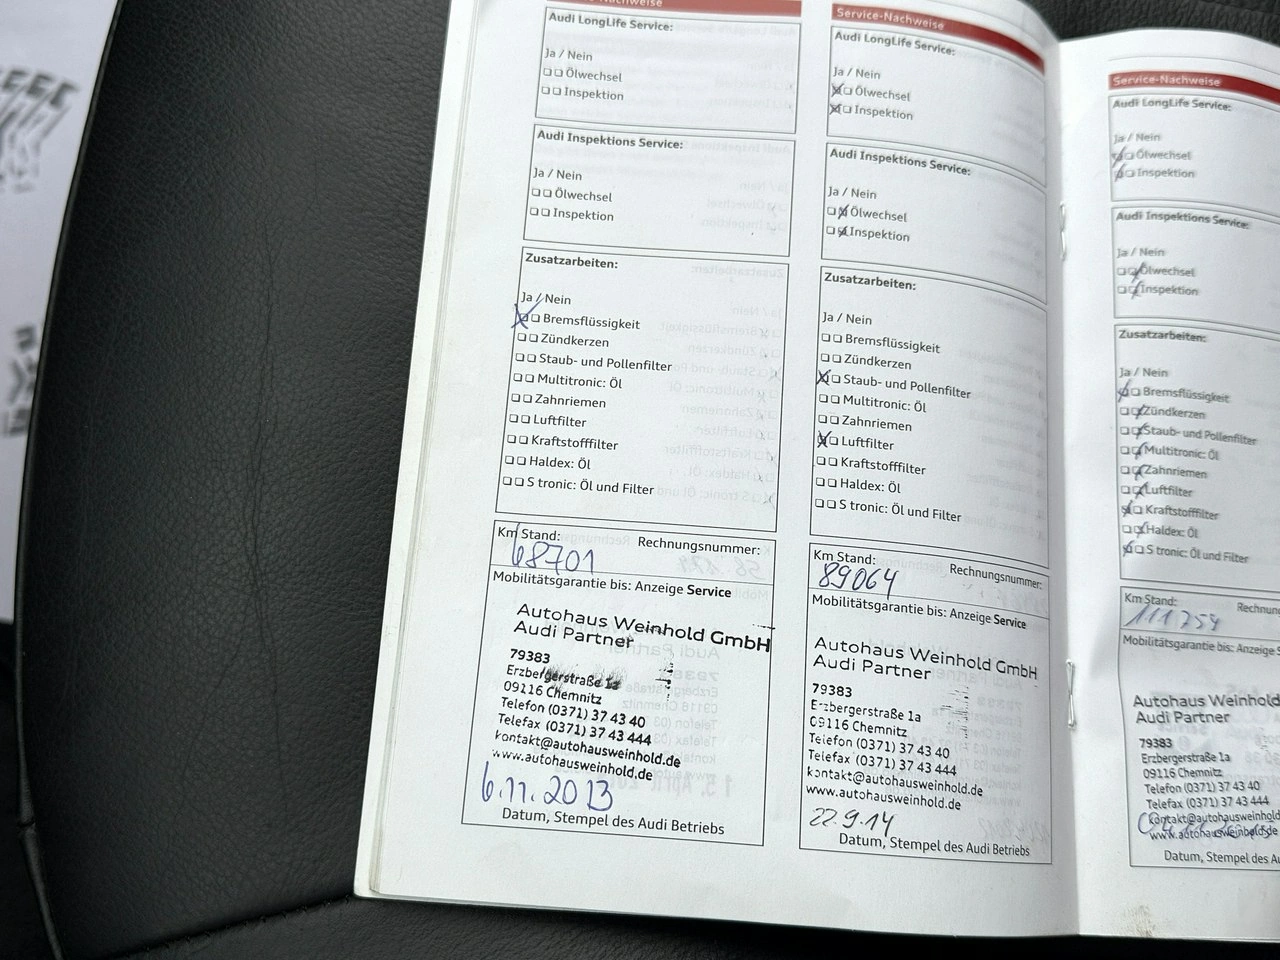 Service-Nachweise
Audi LongLife Service:
Ja / Nein
Ölwechsel
Inspektion
Audi Inspektions Service:
Ja / Nein
Ölwechsel
Inspektion
Zusatzarbeiten:
Ja / Nein
Bremsflüssigkeit
Zündkerzen
Staub- und Pollenfilter
Multitronic: Öl
Zahnriemen
Luftfilter
Kraftstofffilter
Haldex: Öl
S tronic: Öl und Filter
Km Stand: Rechnungsnummer:
68701
Mobilitätsgarantie bis: Anzeige Service
Autohaus Weinhold GmbH
Audi Partner
79383
Erzbergerstraße 1a
09116 Chemnitz
Telefon (0371) 37 43 40
Telefax (0371) 37 43 444
kontakt@autohausweinhold.de
www.autohausweinhold.de
6.11.2013
Datum, Stempel des Audi Betriebs
Service-Nachweise
Audi LongLife Service:
Ja / Nein
Ölwechsel
Inspektion
Audi Inspektions Service:
Ja / Nein
Ölwechsel
Inspektion
Zusatzarbeiten:
Ja / Nein
Bremsflüssigkeit
Zündkerzen
Staub- und Pollenfilter
Multitronic: Öl
Zahnriemen
Luftfilter
Kraftstofffilter
Haldex: Öl
S tronic: Öl und Filter
Km Stand: Rechnungsnummer:
89064
Mobilitätsgarantie bis: Anzeige Service
Autohaus Weinhold GmbH
Audi Partner
79383
Erzbergerstraße 1a
09116 Chemnitz
Telefon (0371) 37 43 40
Telefax (0371) 37 43 444
kontakt@autohausweinhold.de
www.autohausweinhold.de
22.9.14
Datum, Stempel des Audi Betriebs
Service-Nachweise
Audi LongLife Service:
Ja / Nein
Ölwechsel
Inspektion
Audi Inspektions Service:
Ja / Nein
Ölwechsel
Inspektion
Zusatzarbeiten:
Ja / Nein
Bremsflüssigkeit
Zündkerzen
Staub- und Pollenfilter
Multitronic: Öl
Zahnriemen
Luftfilter
Kraftstofffilter
Haldex: Öl
S tronic: Öl und Filter
Km Stand: Rechnung
111254
Mobilitätsgarantie bis: Anzeige S
Autohaus Weinhold
Audi Partner
79383
Erzbergerstraße 1a
09116 Chemnitz
Telefon (0371) 37 43 40
Telefax (0371) 37 43 444
kontakt@autohausweinhold
www.autohausweinhold.de
Datum, Stempel des Au